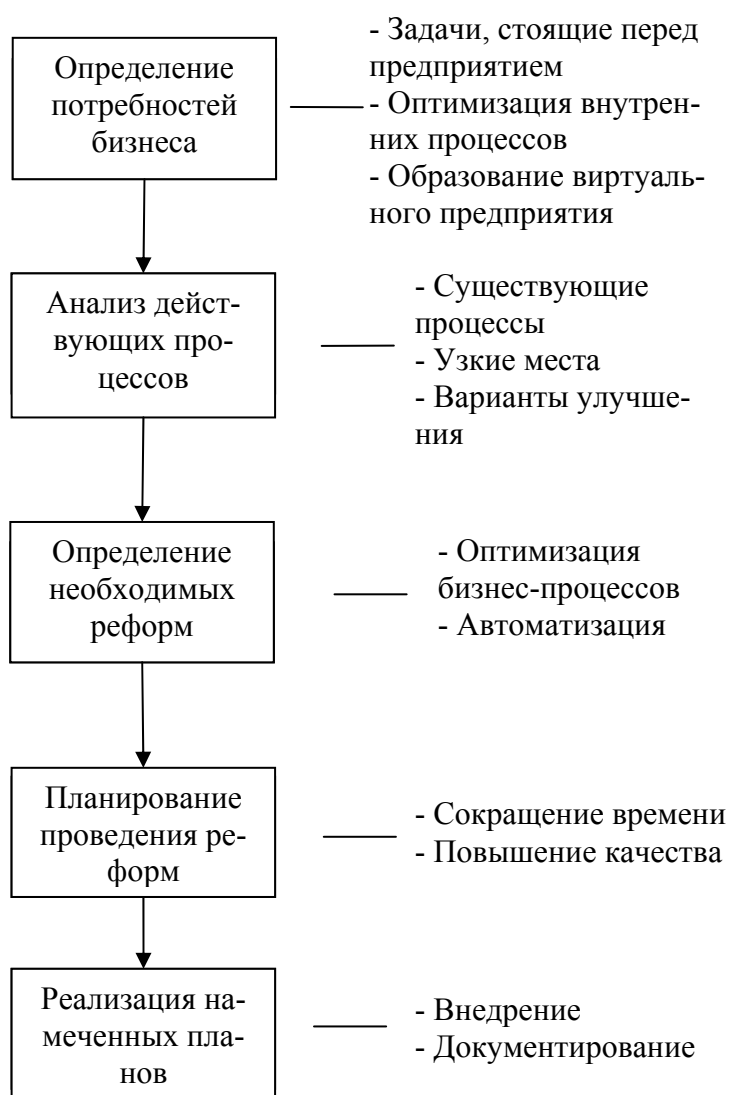 Определение
потребностей
бизнеса
- Задачи, стоящие перед
предприятием
- Оптимизация внутрен-
них процессов
- Образование виртуаль-
ного предприятия
Анализ дейст-
вующих про-
цессов
- Существующие
процессы
- Узкие места
- Варианты улучше-
ния
Определение
необходимых
реформ
- Оптимизация
бизнес-процессов
- Автоматизация
Планирование
проведения ре-
форм
- Сокращение времени
- Повышение качества
Реализация на-
меченных пла-
нов
- Внедрение
- Документирование